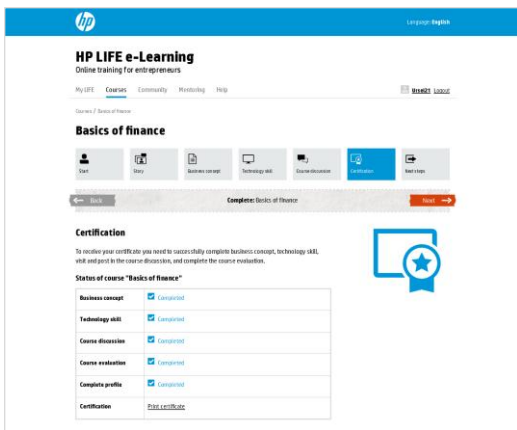 hp
Language: English
HP LIFE e-Learning
Online training for entrepreneurs
My LIFE Courses Community Mentoring Help
Logout
Courses / Basics of finance
Basics of finance
Start Story Business concept Technology skill Course discussion Certification Next steps
Back Complete: Basics of finance Next
Certification
To receive your certificate you need to successfully complete business concept, technology skill,
visit and post in the course discussion, and complete the course evaluation.
Status of course "Basics of finance"
Business concept Completed
Technology skill Completed
Course discussion Completed
Course evaluation Completed
Complete profile Completed
Certification Print certificate